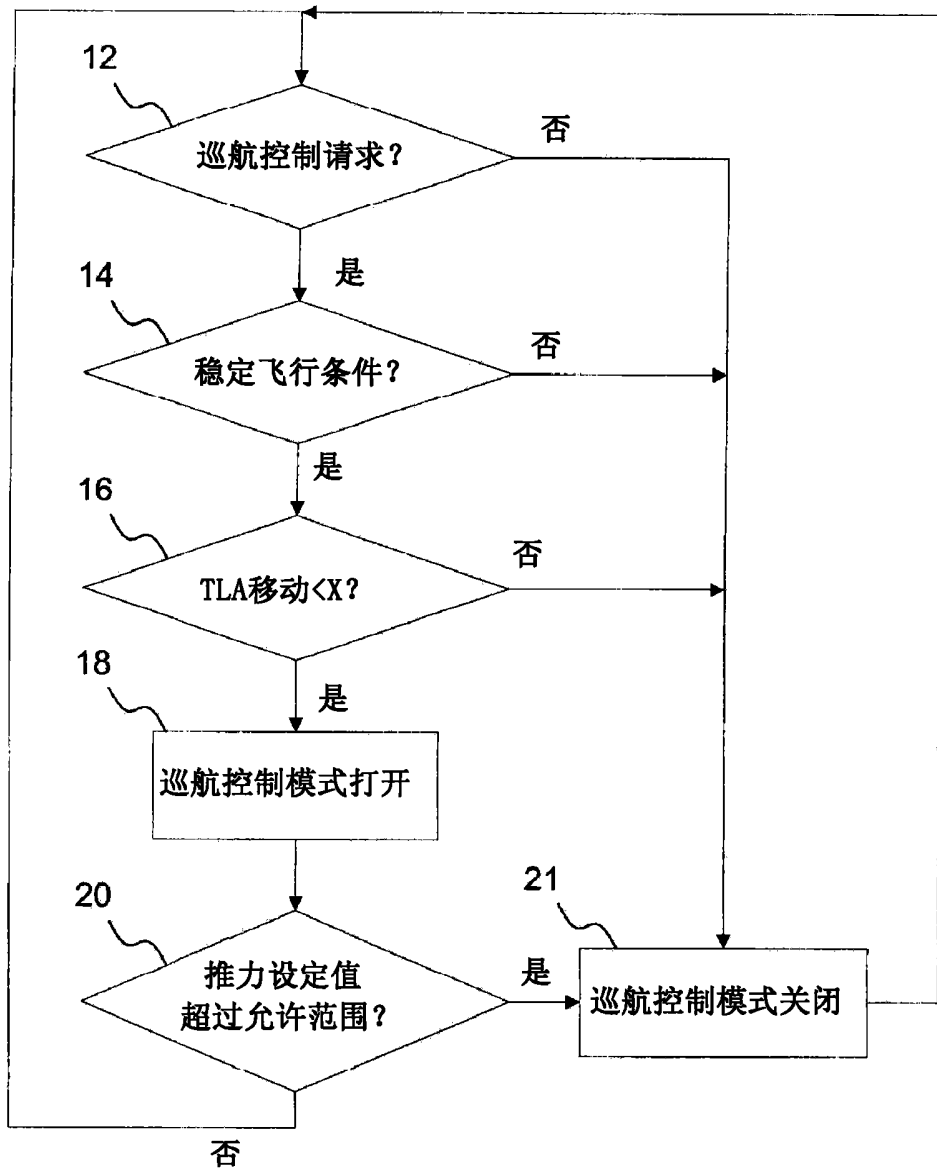 12
巡航控制请求？
否
是
14
稳定飞行条件？
否
是
16
TLA移动<X？
否
是
18
巡航控制模式打开
20
推力设定值
超过允许范围？
是
21
巡航控制模式关闭
否